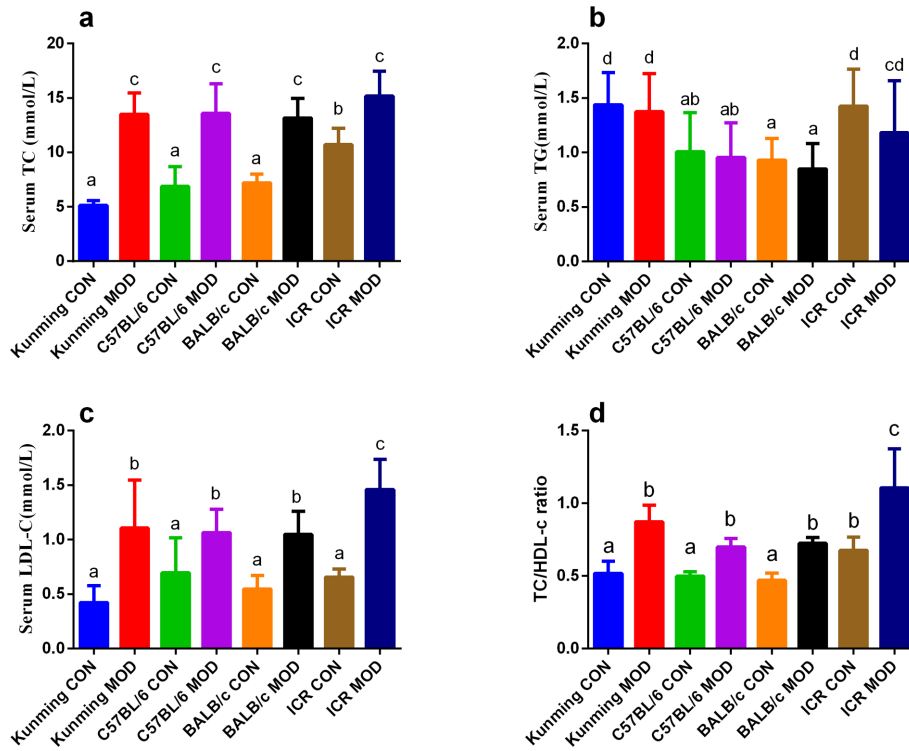 a
Serum TC (mmol/L)
20
15
10
5
0
a
c
a
c
a
c
b
c
Kunming CON
Kunming MOD
C57BL/6 CON
C57BL/6 MOD
BALB/c CON
BALB/c MOD
ICR CON
ICR MOD
b
Serum TG(mmol/L)
2.0
1.5
1.0
0.5
0.0
d
d
ab
ab
a
a
d
cd
Kunming CON
Kunming MOD
C57BL/6 CON
C57BL/6 MOD
BALB/c CON
BALB/c MOD
ICR CON
ICR MOD
c
Serum LDL-C(mmol/L)
2.0
1.5
1.0
0.5
0.0
a
b
a
b
a
b
a
c
Kunming CON
Kunming MOD
C57BL/6 CON
C57BL/6 MOD
BALB/c CON
BALB/c MOD
ICR CON
ICR MOD
d
TC/HDL-c ratio
1.5
1.0
0.5
0.0
a
b
a
b
a
b
b
c
Kunming CON
Kunming MOD
C57BL/6 CON
C57BL/6 MOD
BALB/c CON
BALB/c MOD
ICR CON
ICR MOD